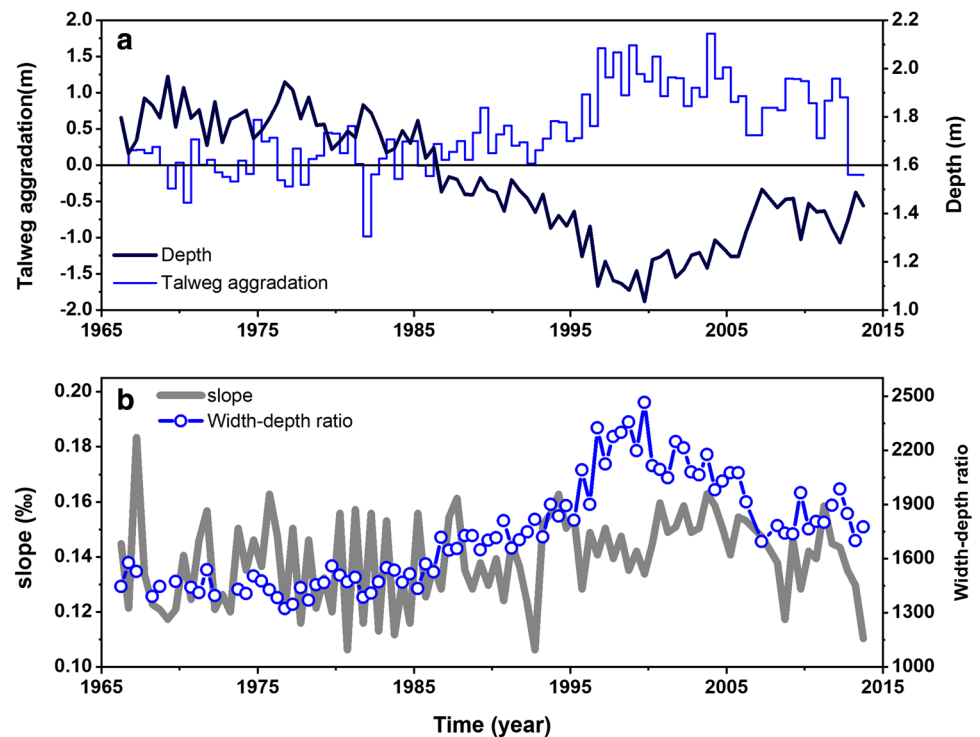 a
Talweg aggradation(m)
2.0
1.5
1.0
0.5
0.0
-0.5
-1.0
-1.5
-2.0
Depth
Talweg aggradation
2.2
2.0
1.8
1.6
1.4
1.2
1.0
Depth (m)
1965 1975 1985 1995 2005 2015
b
slope (‰)
0.20
0.18
0.16
0.14
0.12
0.10
slope
Width-depth ratio
2500
2200
1900
1600
1300
1000
Width-depth ratio
1965 1975 1985 1995 2005 2015
Time (year)